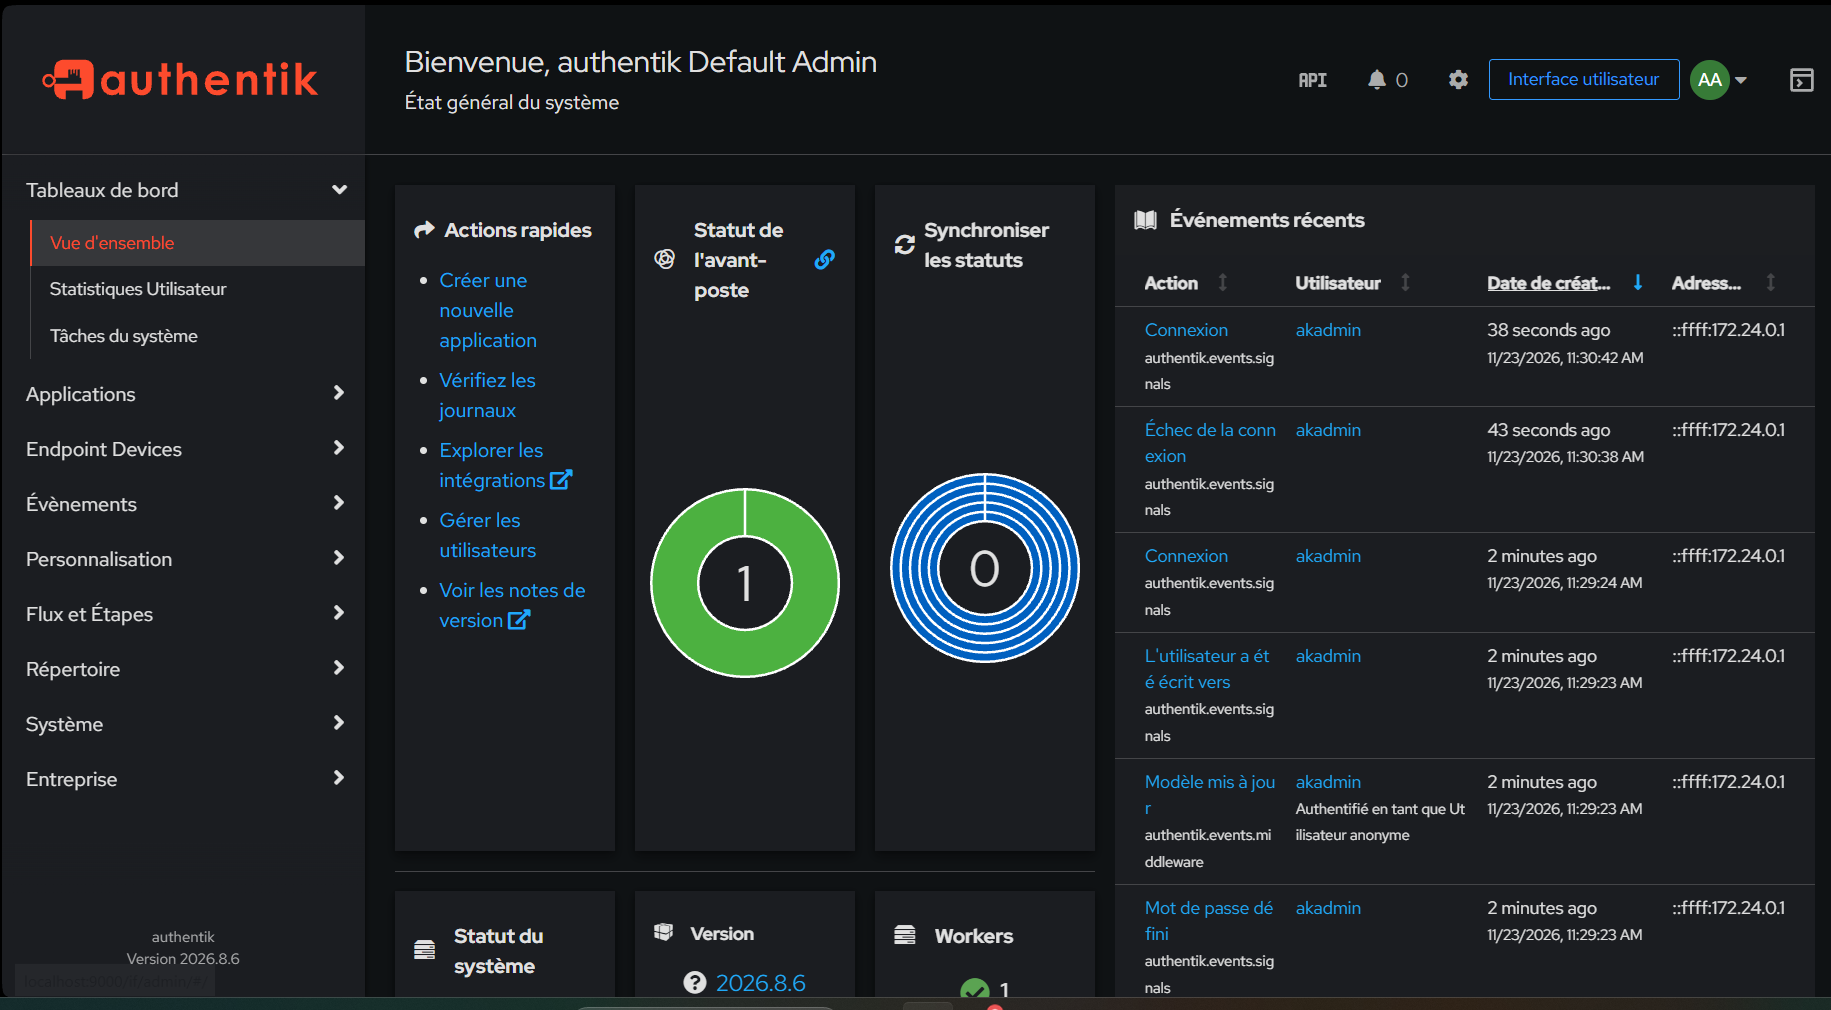 authentik
Bienvenue, authentik Default Admin
État général du système
API
0
Interface utilisateur
AA
Tableaux de bord
Vue d'ensemble
Statistiques Utilisateur
Tâches du système
Applications
Endpoint Devices
Évènements
Personnalisation
Flux et Étapes
Répertoire
Système
Entreprise
authentik
Version 2026.8.6
localhost:9000/if/admin/#/
Actions rapides
Créer une
nouvelle
application
Vérifiez les
journaux
Explorer les
intégrations
Gérer les
utilisateurs
Voir les notes de
version
Statut de
l'avant-
poste
1
Synchroniser
les statuts
0
Statut du
système
Version
2026.8.6
Workers
1
Événements récents
Action
Utilisateur
Date de créat...
Adress...
Connexion
authentik.events.sig
nals
akadmin
38 seconds ago
11/23/2026, 11:30:42 AM
::ffff:172.24.0.1
Échec de la conn
exion
authentik.events.sig
nals
akadmin
43 seconds ago
11/23/2026, 11:30:38 AM
::ffff:172.24.0.1
Connexion
authentik.events.sig
nals
akadmin
2 minutes ago
11/23/2026, 11:29:24 AM
::ffff:172.24.0.1
L'utilisateur a ét
é écrit vers
authentik.events.sig
nals
akadmin
2 minutes ago
11/23/2026, 11:29:23 AM
::ffff:172.24.0.1
Modèle mis à jou
r
authentik.events.mi
ddleware
akadmin
Authentifié en tant que Ut
ilisateur anonyme
2 minutes ago
11/23/2026, 11:29:23 AM
::ffff:172.24.0.1
Mot de passe dé
fini
authentik.events.sig
nals
akadmin
2 minutes ago
11/23/2026, 11:29:23 AM
::ffff:172.24.0.1